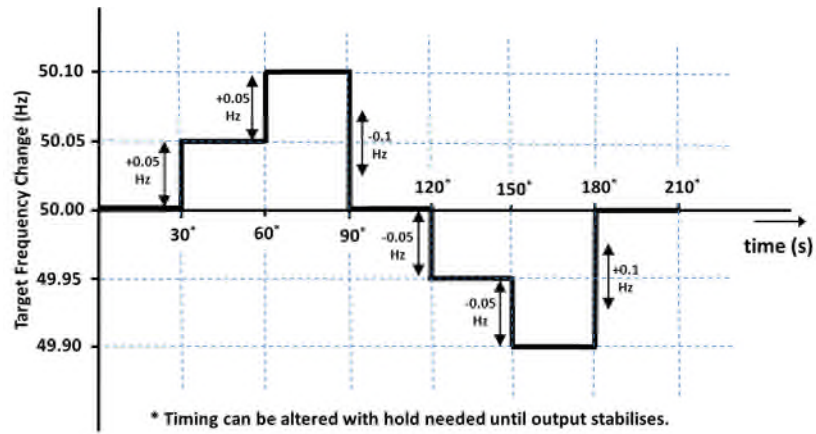 Target Frequency Change (Hz)
50.10
50.05
50.00
49.95
49.90
+0.05
Hz
+0.05
Hz
-0.1
Hz
-0.05
Hz
-0.05
Hz
+0.1
Hz
30*
60*
90*
120*
150*
180*
210*
time (s)
* Timing can be altered with hold needed until output stabilises.